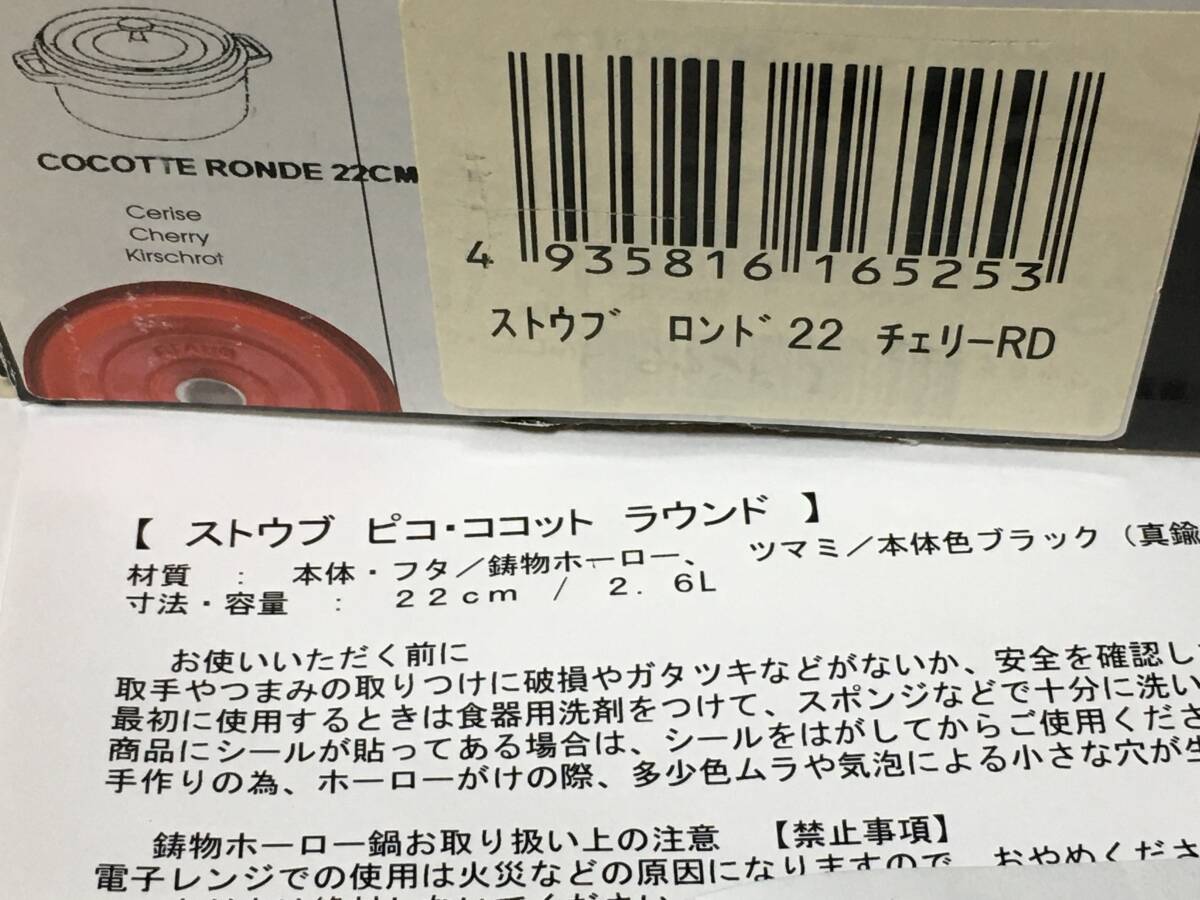 COCOTTE RONDE 22CM
Cerise
Cherry
Kirschrot
STAUB
4 935816 165253
ストウブ ロンド 22 チェリーRD
【 ストウブ ピコ・ココット ラウンド 】
材質 : 本体・フタ/鋳物ホーロー、 ツマミ/本体色ブラック(真鍮
寸法・容量 : 22cm / 2. 6L
お使いいただく前に
取手やつまみの取りつけに破損やガタツキなどがないか、安全を確認し
最初に使用するときは食器用洗剤をつけて、スポンジなどで十分に洗い
商品にシールが貼ってある場合は、シールをはがしてからご使用くださ
手作りの為、ホーローがけの際、多少色ムラや気泡による小さな穴が生
鋳物ホーロー鍋お取り扱い上の注意 【禁止事項】
電子レンジでの使用は火災などの原因になりますので、おやめくださ